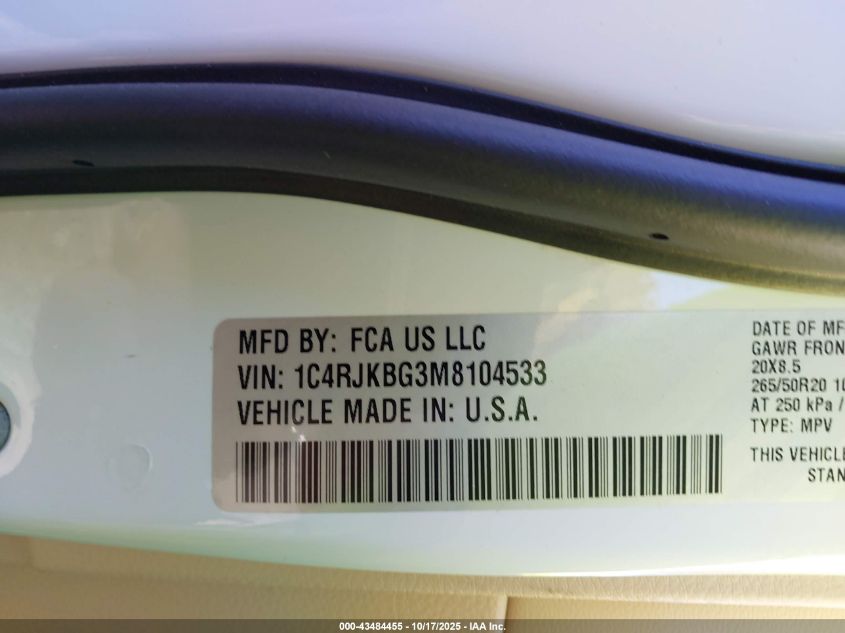 MFD BY: FCA US LLC
VIN: 1C4RJKBG3M8104533
VEHICLE MADE IN: U.S.A.
DATE OF MF
GAWR FRON
20X8.5
265/50R20 10
AT 250 kPa /
TYPE: MPV
THIS VEHICLE
STAN
000-43484455 - 10/17/2025 - IAA Inc.